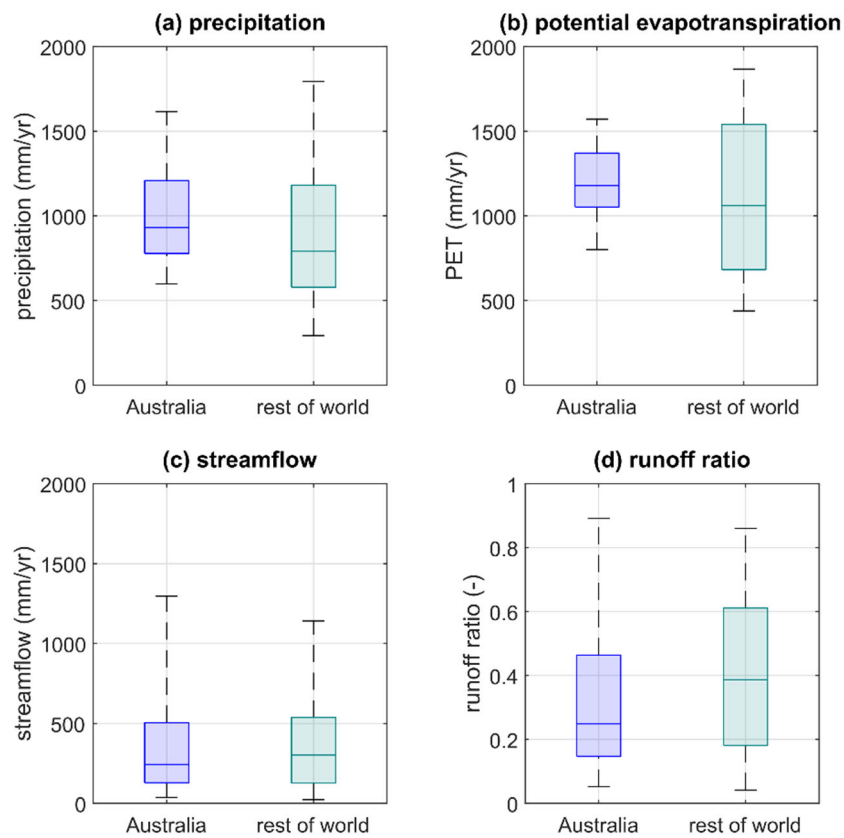 (a) precipitation
precipitation (mm/yr)
2000
1500
1000
500
0
Australia
rest of world
(b) potential evapotranspiration
PET (mm/yr)
2000
1500
1000
500
0
Australia
rest of world
(c) streamflow
streamflow (mm/yr)
2000
1500
1000
500
0
Australia
rest of world
(d) runoff ratio
runoff ratio (-)
1
0.8
0.6
0.4
0.2
0
Australia
rest of world